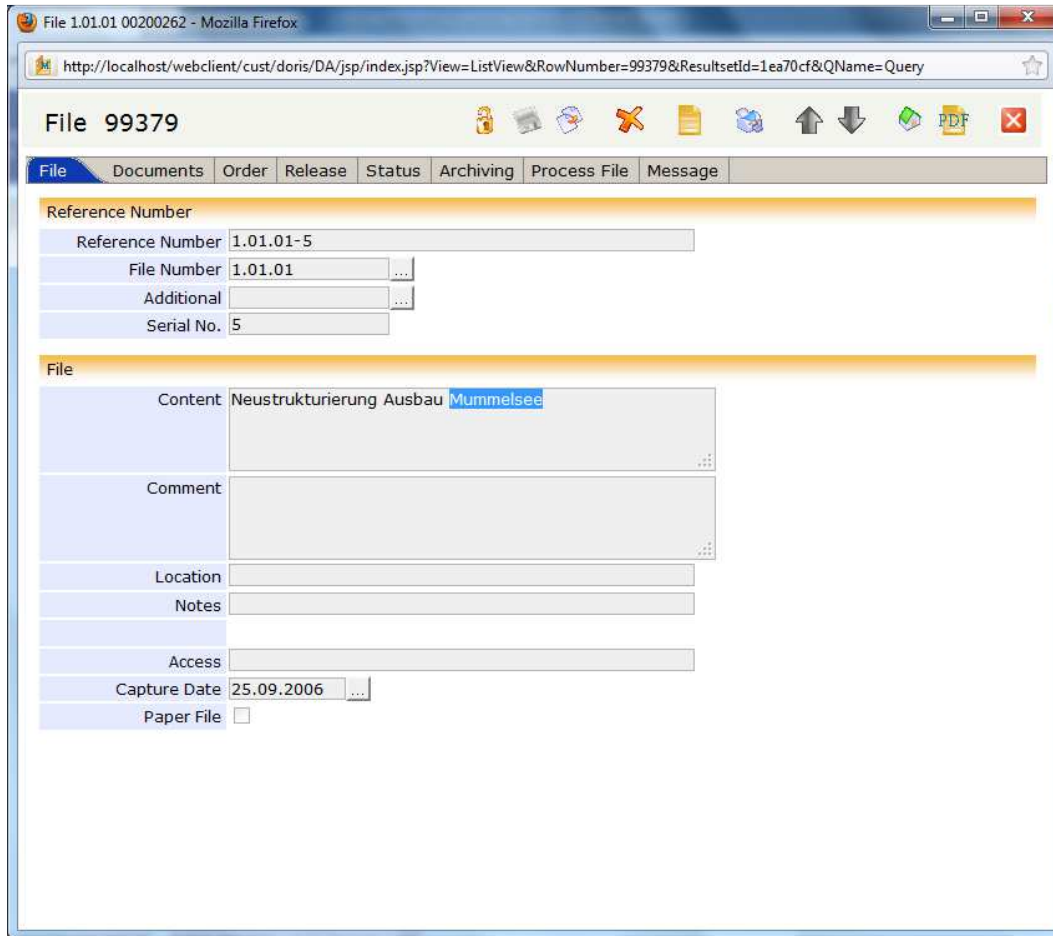 File 1.01.01 00200262 - Mozilla Firefox
http://localhost/webclient/cust/doris/DA/jsp/index.jsp?View=ListView&RowNumber=99379&ResultsetId=1ea70cf&QName=Query
File 99379
PDF
File Documents Order Release Status Archiving Process File Message
Reference Number
Reference Number 1.01.01-5
File Number 1.01.01 ...
Additional ...
Serial No. 5
File
Content Neustrukturierung Ausbau Mummelsee
Comment
Location
Notes
Access
Capture Date 25.09.2006 ...
Paper File